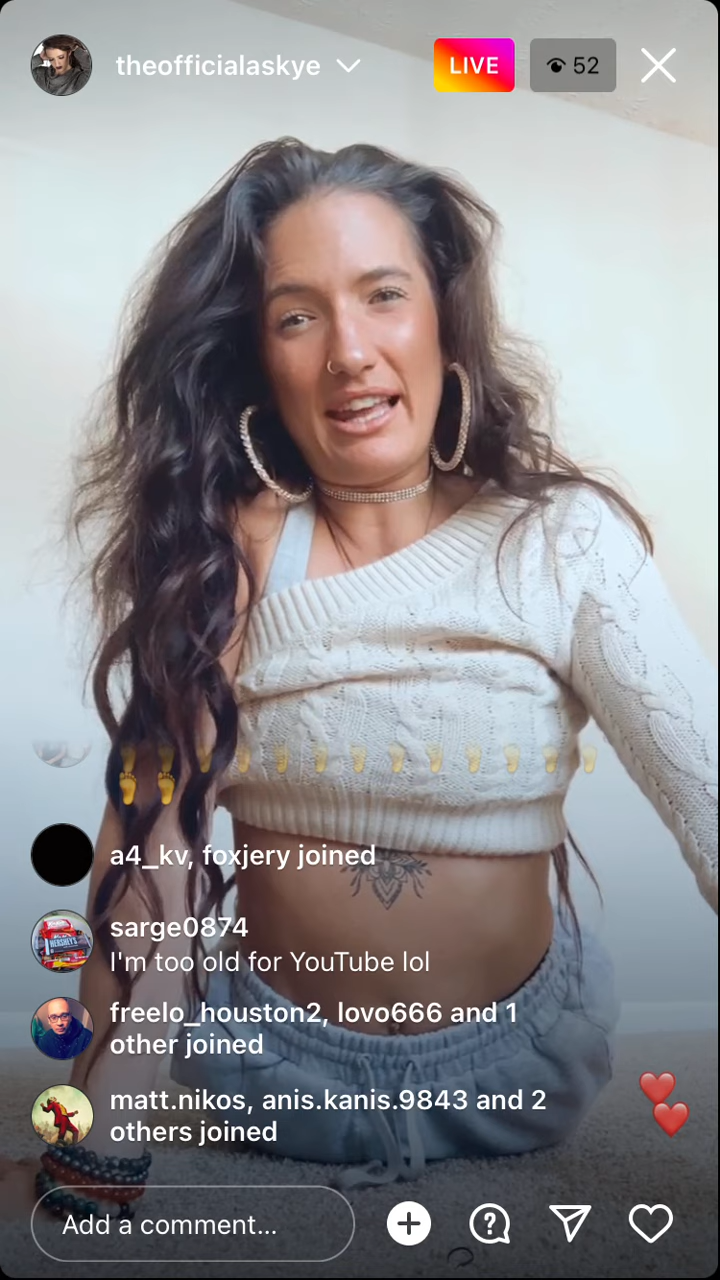 theofficialaskye
LIVE
52
👣👣👣👣👣👣👣
a4_kv, foxjery joined
sarge0874
HERSHEY'S
I'm too old for YouTube lol
freelo_houston2, lovo666 and 1
other joined
matt.nikos, anis.kanis.9843 and 2
others joined
Add a comment...